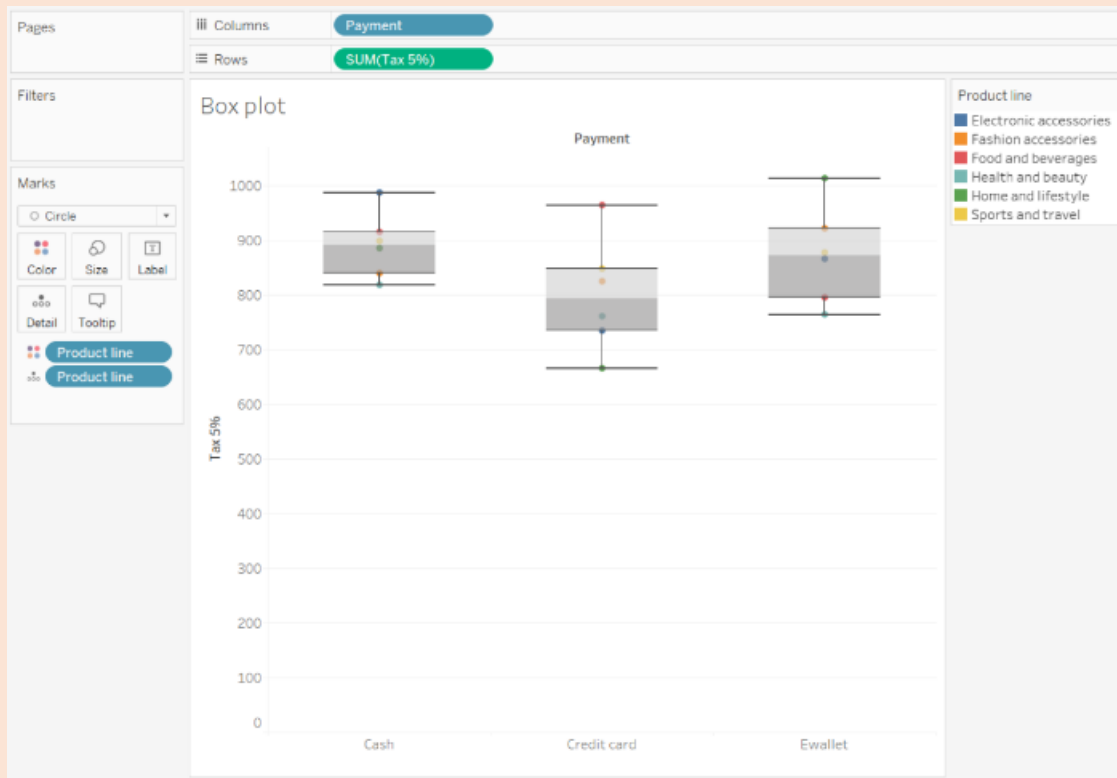 Pages
Columns
Payment
Rows
SUM(Tax 5%)
Filters
Marks
Circle
Color
Size
Label
Detail
Tooltip
Product line
Product line
Box plot
Payment
Tax 5%
1000
900
800
700
600
500
400
300
200
100
0
Cash
Credit card
Ewallet
Product line
Electronic accessories
Fashion accessories
Food and beverages
Health and beauty
Home and lifestyle
Sports and travel